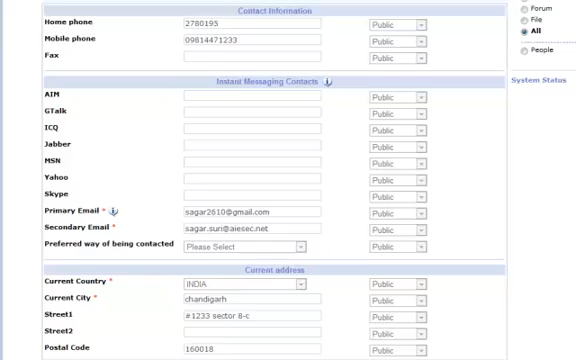 Contact Information
Home phone 2780195 Public
Mobile phone 09814471233 Public
Fax Public
Instant Messaging Contacts
AIM Public
GTalk Public
ICQ Public
Jabber Public
MSN Public
Yahoo Public
Skype Public
Primary Email * sagar2610@gmail.com Public
Secondary Email * sagar.suri@aiesec.net Public
Preferred way of being contacted Please Select Public
Current address
Current Country * INDIA Public
Current City * chandigarh Public
Street1 #1233 sector 8-c Public
Street2 Public
Postal Code 160018 Public
Forum
File
All
People
System Status